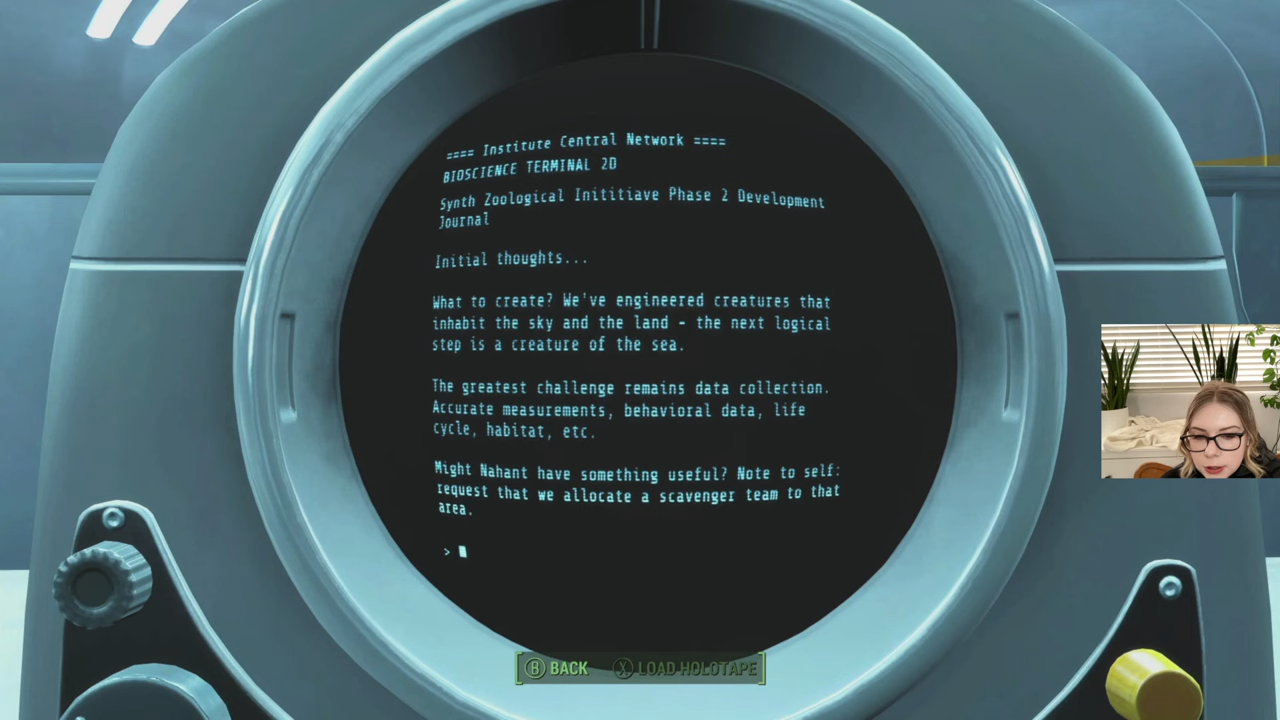 ==== Institute Central Network ====
BIOSCIENCE TERMINAL 2D
Synth Zoological Inititiave Phase 2 Development
Journal
Initial thoughts...
What to create? We've engineered creatures that
inhabit the sky and the land - the next logical
step is a creature of the sea.
The greatest challenge remains data collection.
Accurate measurements, behavioral data, life
cycle, habitat, etc.
Might Nahant have something useful? Note to self:
request that we allocate a scavenger team to that
area.
>
B BACK X LOAD HOLOTAPE